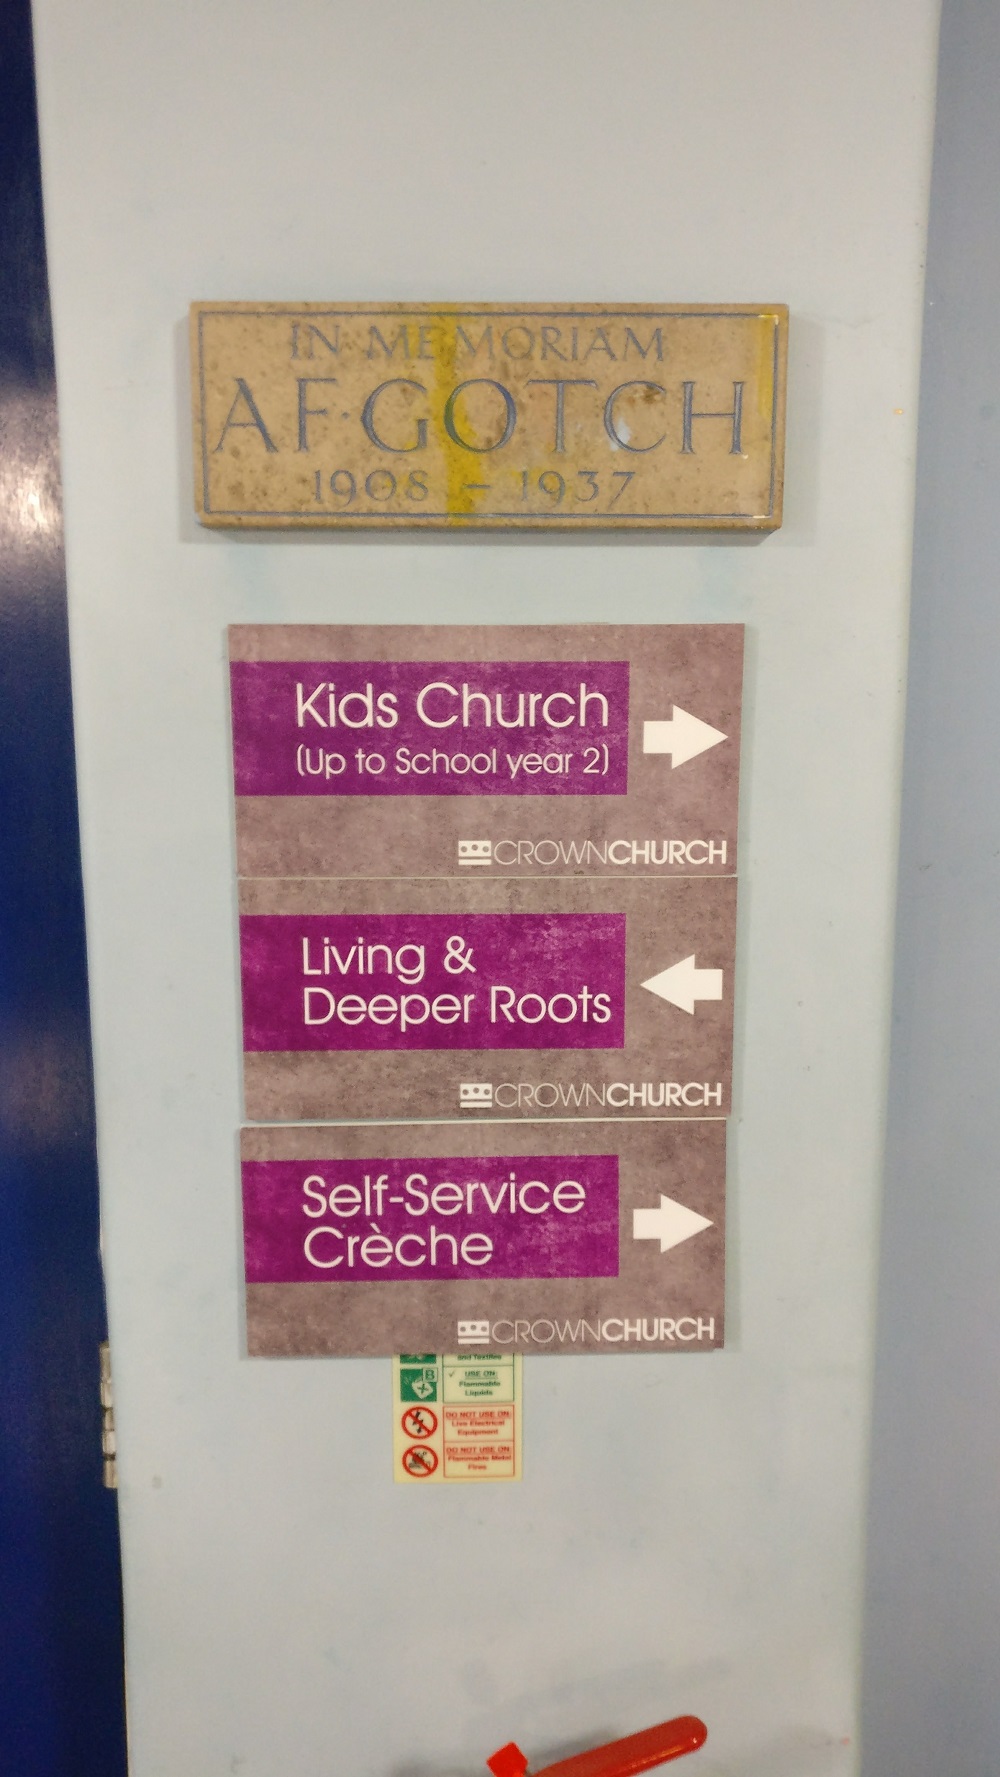 IN MEMORIAM
A F·GOTCH
1908 - 1937
Kids Church
(Up to School year 2)
CROWNCHURCH
Living &
Deeper Roots
CROWNCHURCH
Self-Service
Crèche
CROWNCHURCH
and Textiles
B
✓ USE ON:
Flammable
Liquids
DO NOT USE ON:
Live Electrical
Equipment
DO NOT USE ON:
Flammable Metal
Fires